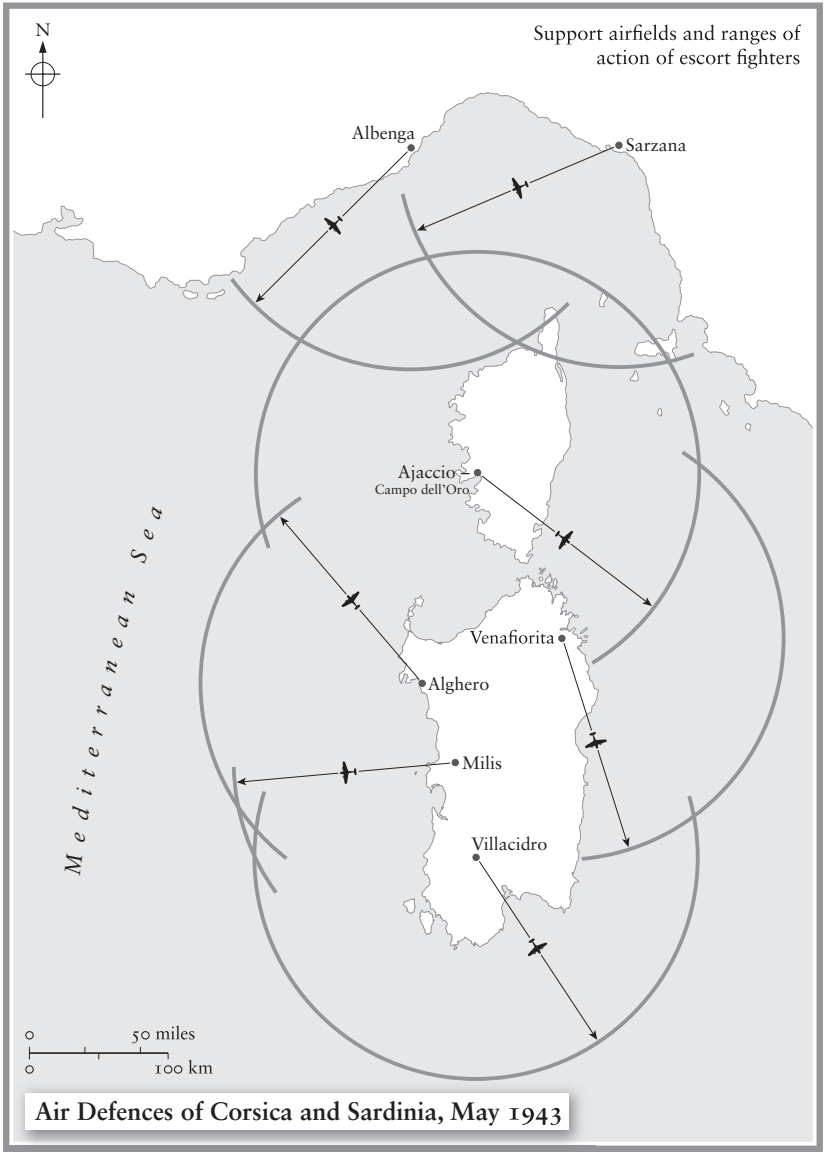 N
Support airfields and ranges of
action of escort fighters
Albenga
Sarzana
Ajaccio
Campo dell'Oro
Mediterranean Sea
Venafiorita
Alghero
Milis
Villacidro
0 50 miles
0 100 km
Air Defences of Corsica and Sardinia, May 1943